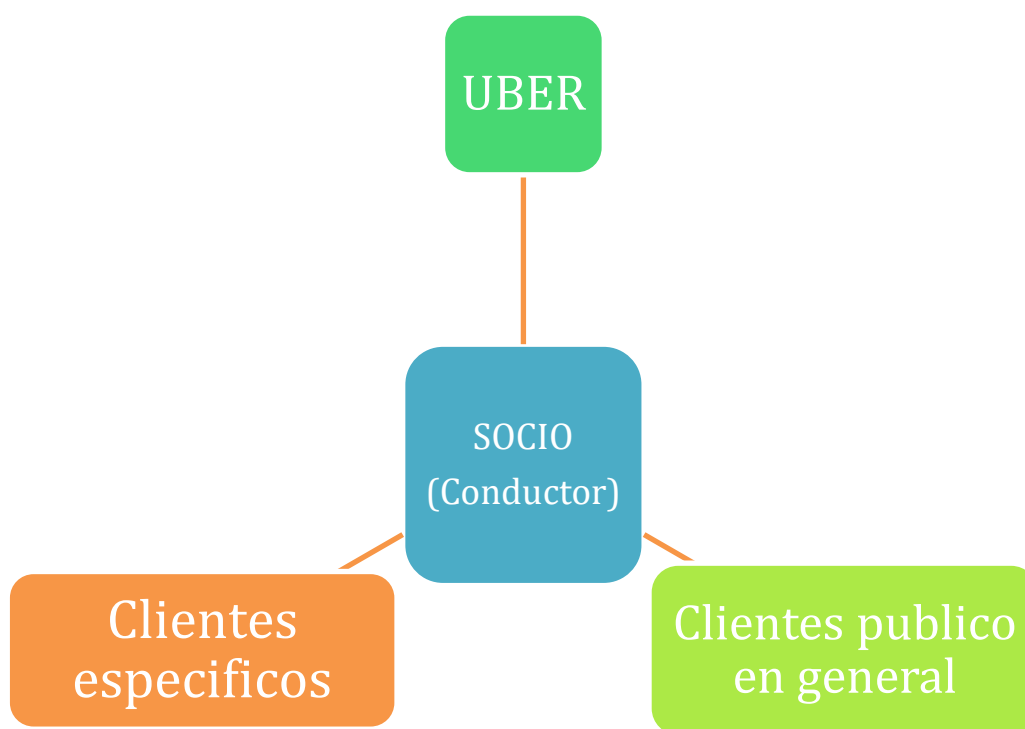 UBER
SOCIO
(Conductor)
Clientes
especificos
Clientes publico
en general